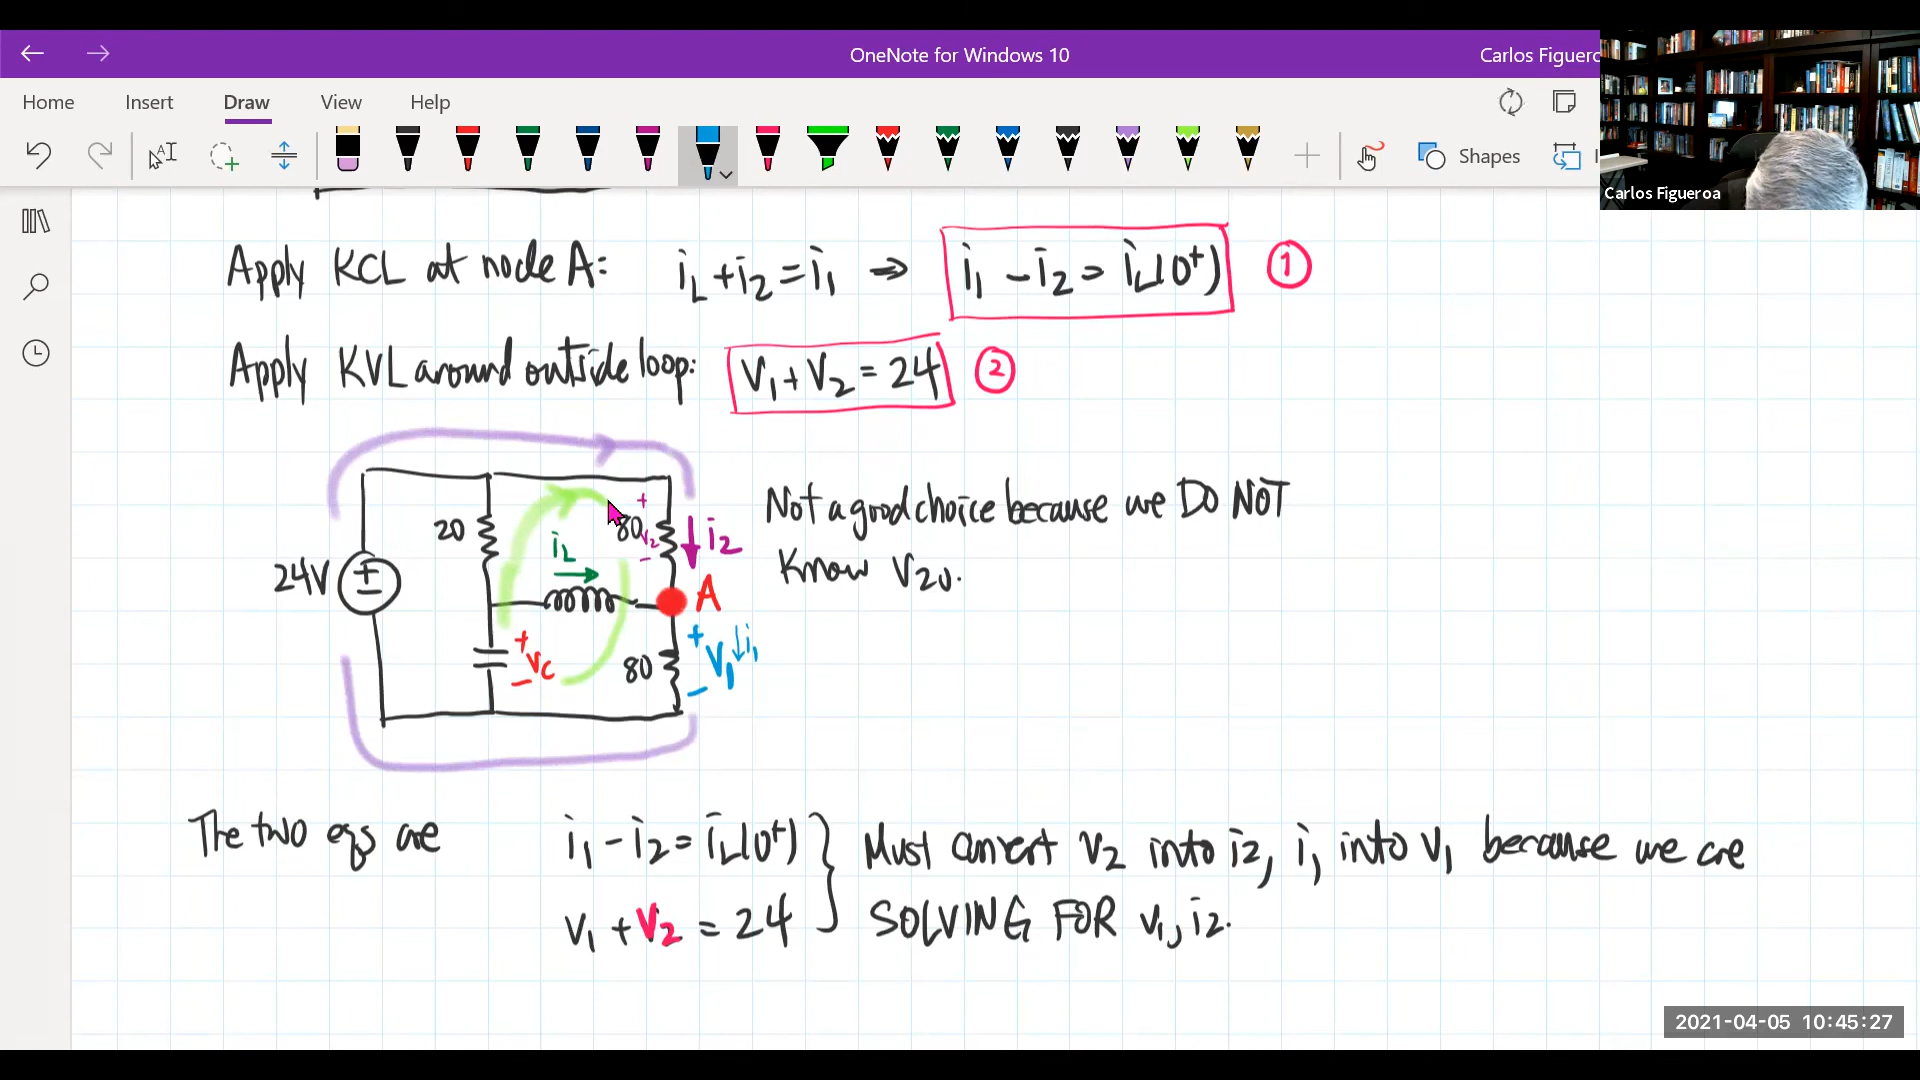 OneNote for Windows 10
Carlos Figuero
Home Insert Draw View Help
Shapes
Carlos Figueroa
Apply KCL at node A: iL + i2 = i1 ⇒ i1 - i2 = iL(0+) ①
Apply KVL around outside loop: V1 + V2 = 24 ②
20
24V
iL
+
80
V2
-
i2
A
+
Vc
-
80
+
V1
-
i1
Not a good choice because we DO NOT
Know V20.
The two eqs are
i1 - i2 = iL(0+)
V1 + V2 = 24
Must convert V2 into i2, i1 into V1 because we are
SOLVING FOR V1, i2.
2021-04-05 10:45:27